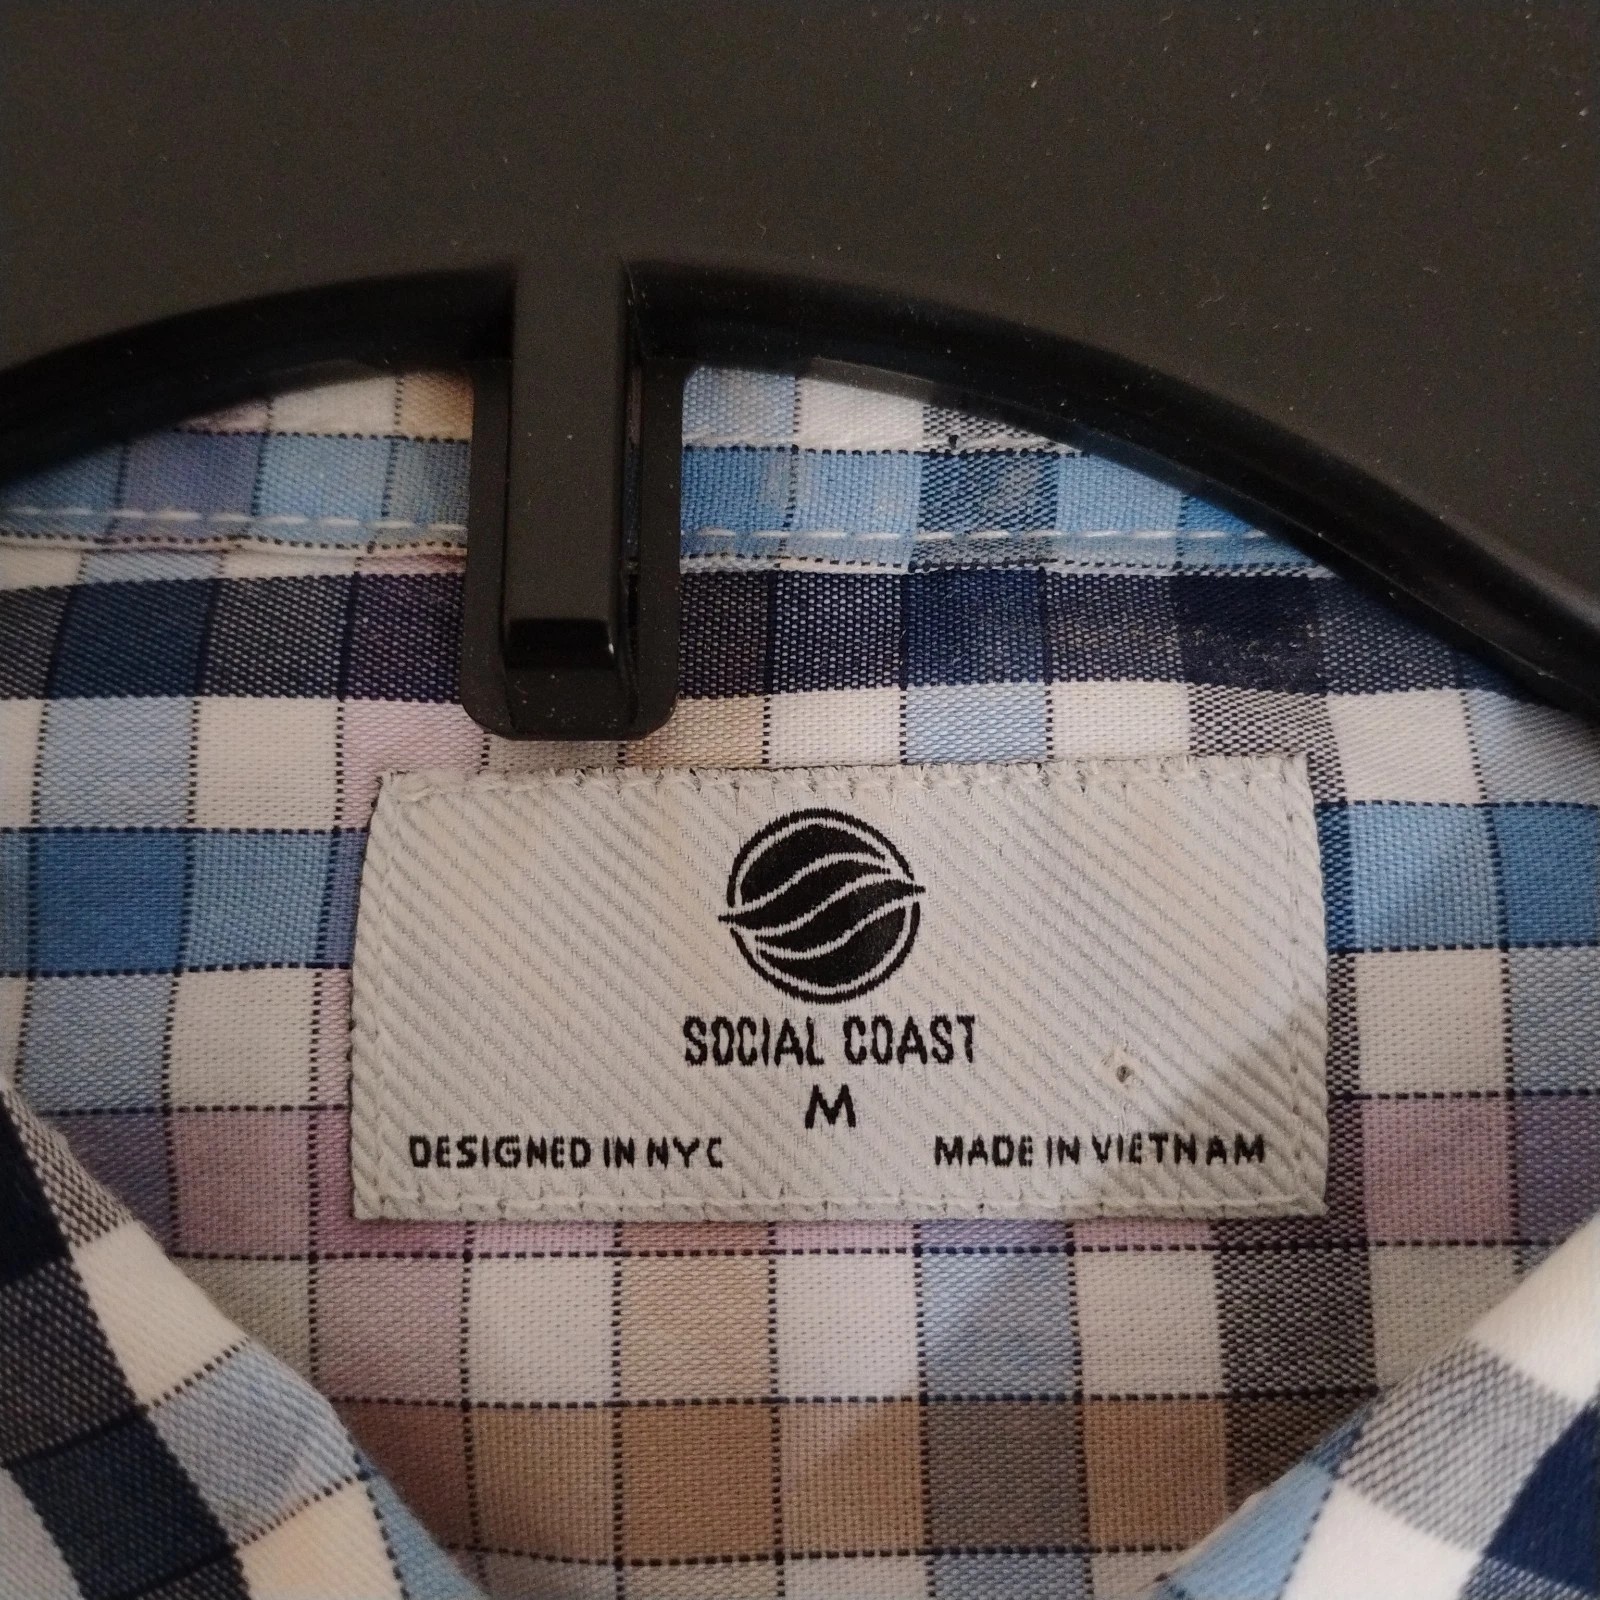 SOCIAL COAST
M
DESIGNED IN NYC
MADE IN VIETNAM